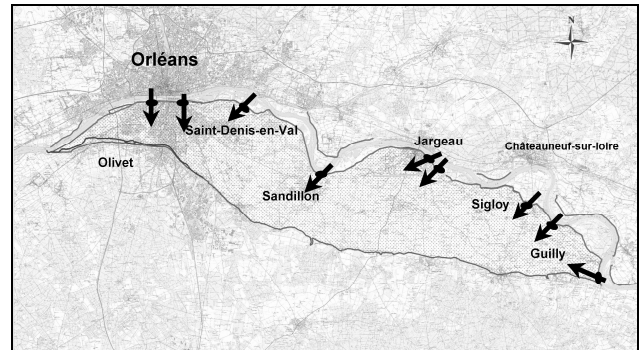 N
Orléans
Saint-Denis-en-Val
Jargeau
Châteauneuf-sur-loire
Olivet
Sandillon
Sigloy
Guilly